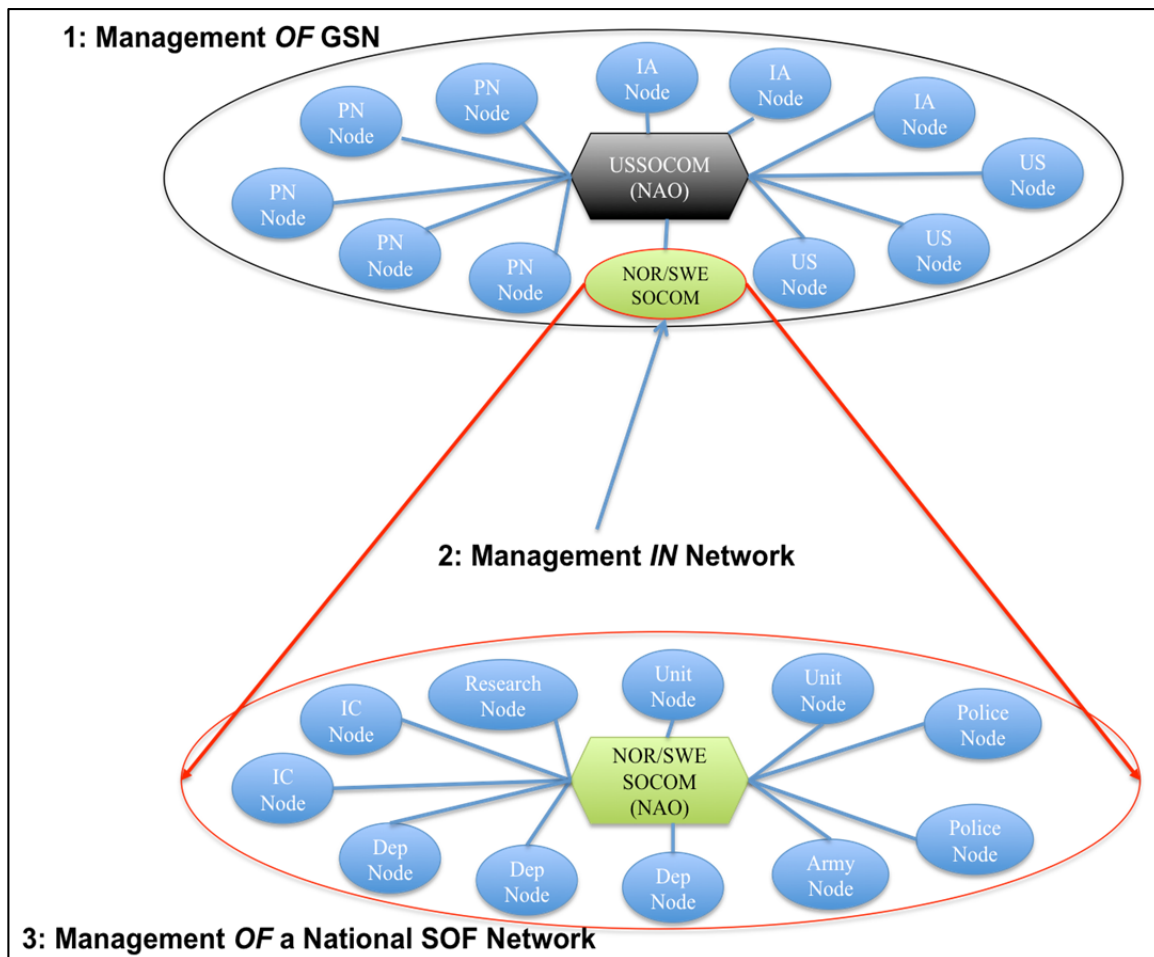 1: Management OF GSN
IA
Node
IA
Node
PN
Node
PN
Node
IA
Node
USSOCOM
(NAO)
US
Node
PN
Node
PN
Node
US
Node
PN
Node
NOR/SWE
SOCOM
US
Node
2: Management IN Network
Research
Node
Unit
Node
Unit
Node
IC
Node
Police
Node
NOR/SWE
SOCOM
(NAO)
IC
Node
Police
Node
Dep
Node
Dep
Node
Dep
Node
Army
Node
3: Management OF a National SOF Network